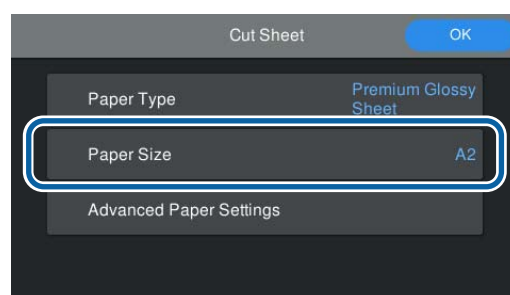 Cut Sheet
OK
Paper Type
Premium Glossy
Sheet
Paper Size
A2
Advanced Paper Settings